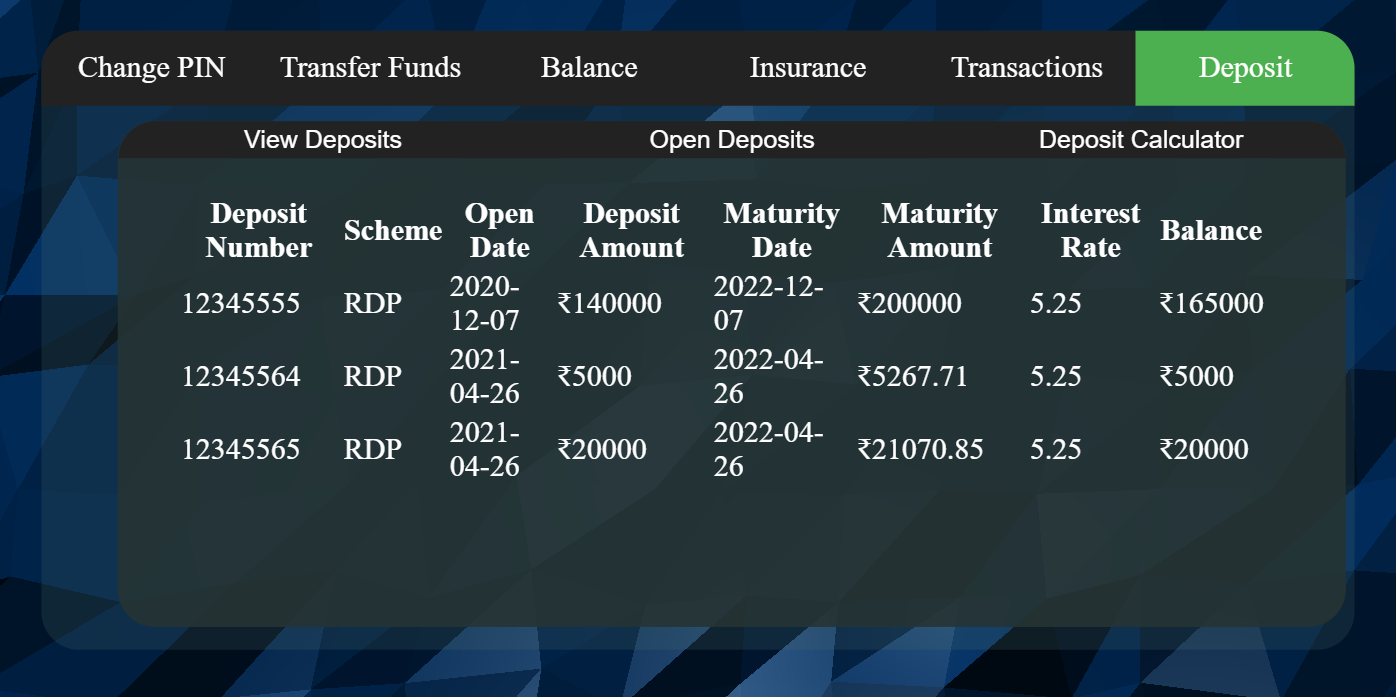 Change PIN Transfer Funds Balance Insurance Transactions Deposit
View Deposits Open Deposits Deposit Calculator
Deposit Number Scheme Open Date Deposit Amount Maturity Date Maturity Amount Interest Rate Balance
12345555 RDP 2020-12-07 ₹140000 2022-12-07 ₹200000 5.25 ₹165000
12345564 RDP 2021-04-26 ₹5000 2022-04-26 ₹5267.71 5.25 ₹5000
12345565 RDP 2021-04-26 ₹20000 2022-04-26 ₹21070.85 5.25 ₹20000